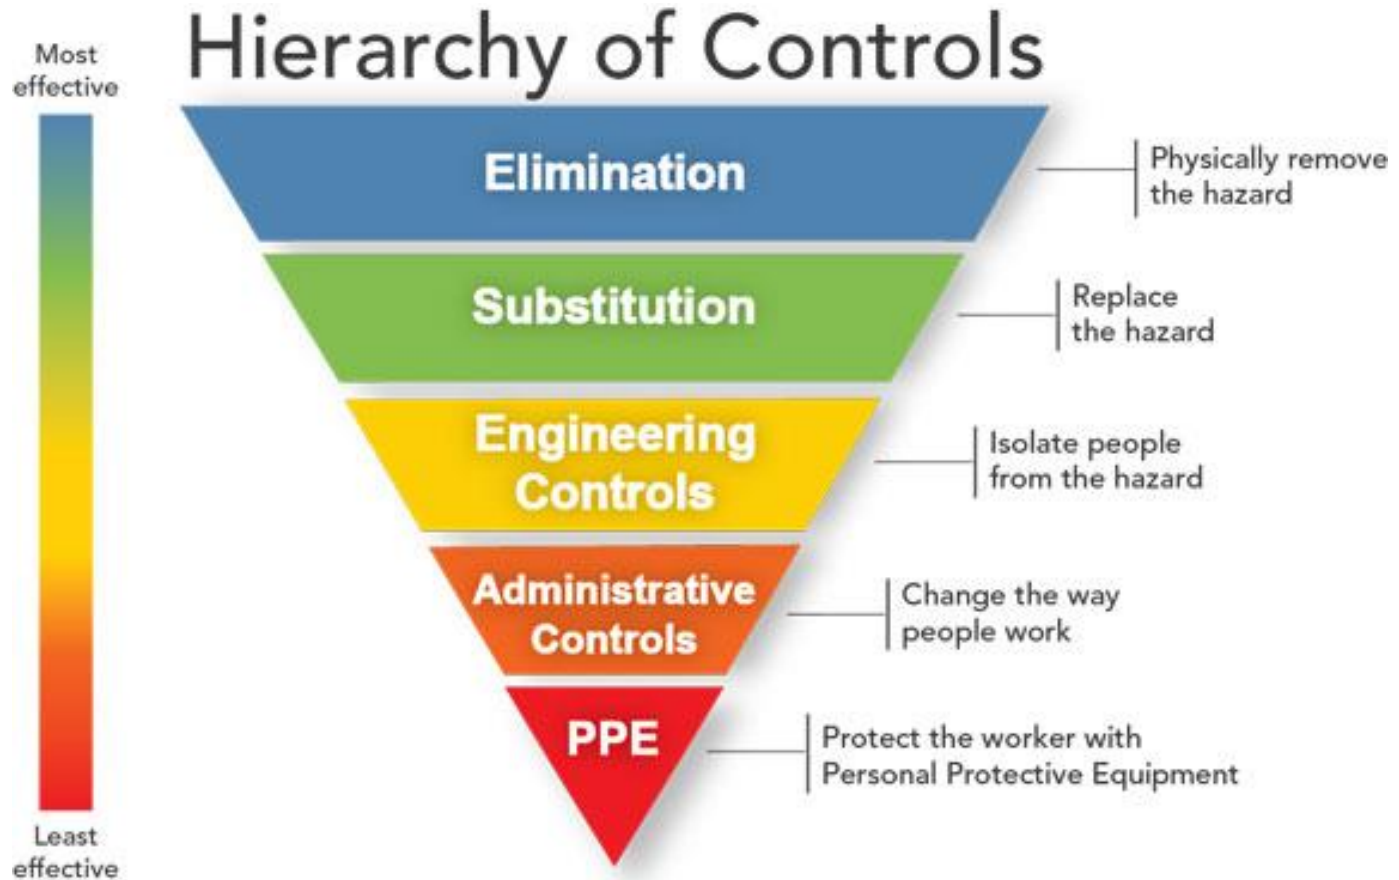 Hierarchy of Controls
Most
effective
Elimination
Physically remove
the hazard
Substitution
Replace
the hazard
Engineering
Controls
Isolate people
from the hazard
Administrative
Controls
Change the way
people work
PPE
Protect the worker with
Personal Protective Equipment
Least
effective